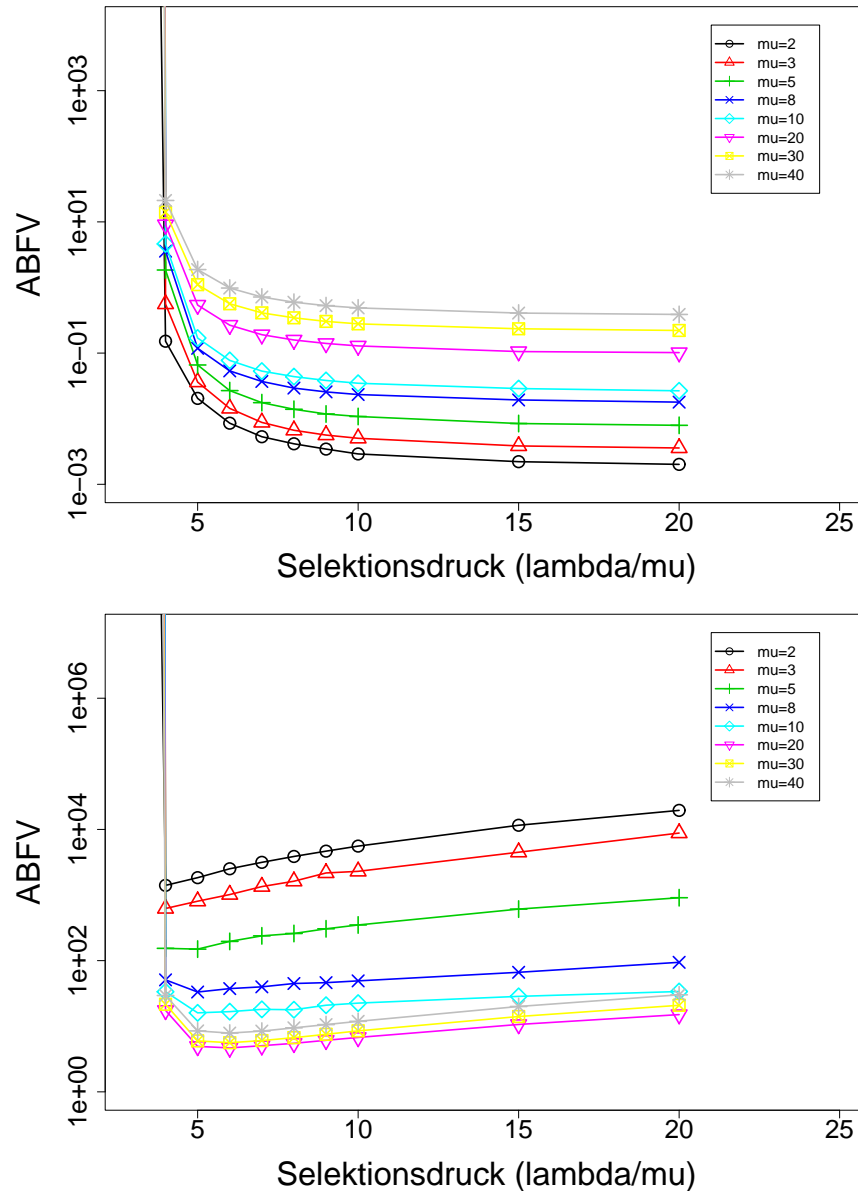 mu=2
mu=3
mu=5
mu=8
mu=10
mu=20
mu=30
mu=40
ABFV
1e+03
1e+01
1e−01
1e−03
5 10 15 20 25
Selektionsdruck (lambda/mu)
mu=2
mu=3
mu=5
mu=8
mu=10
mu=20
mu=30
mu=40
ABFV
1e+06
1e+04
1e+02
1e+00
5 10 15 20 25
Selektionsdruck (lambda/mu)